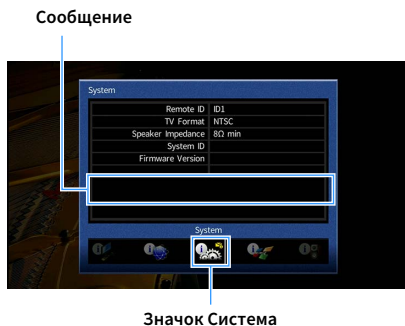 Сообщение
System
Remote ID ID1
TV Format NTSC
Speaker Impedance 8Ω min
System ID
Firmware Version
System
Значок Система